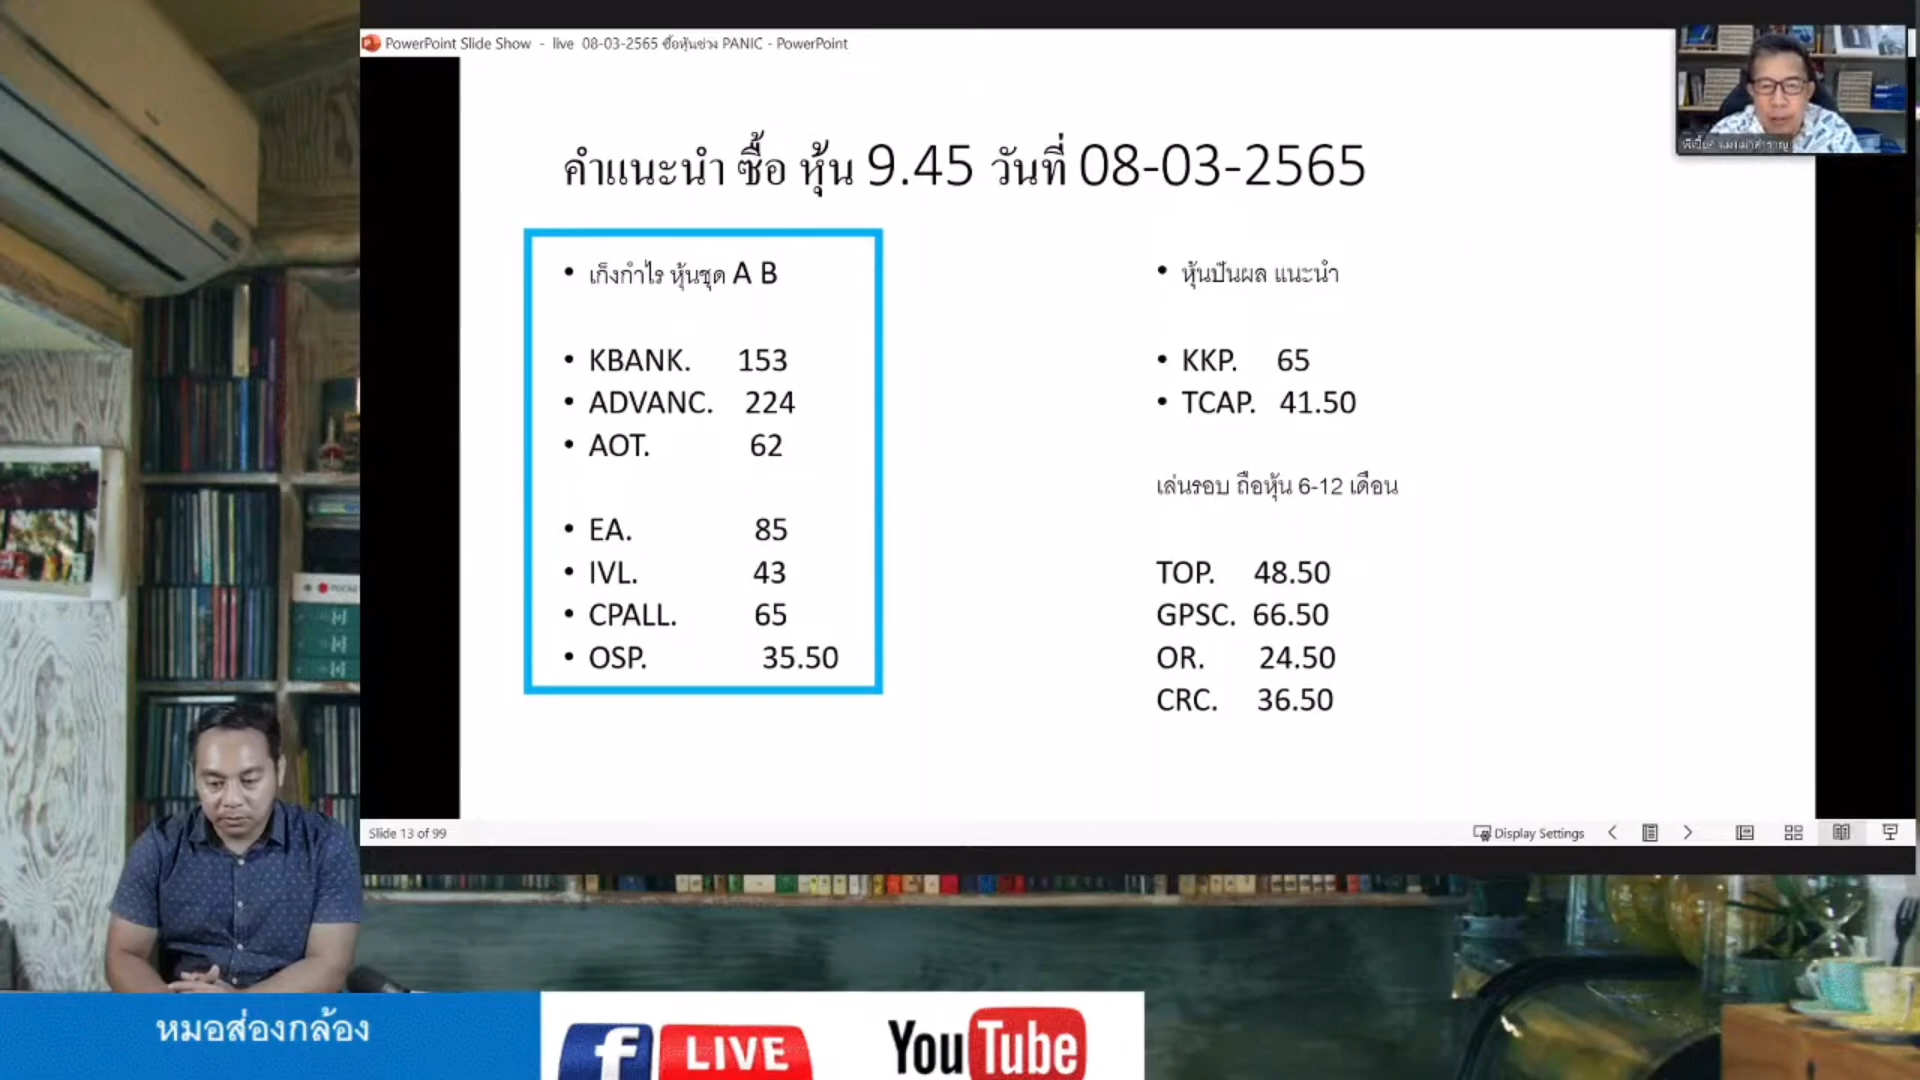 PowerPoint Slide Show - live 08-03-2565 ซื้อหุ้นช่วง PANIC - PowerPoint
คำแนะนำ ซื้อ หุ้น 9.45 วันที่ 08-03-2565
• เก็งกำไร หุ้นชุด A B
• KBANK. 153
• ADVANC. 224
• AOT. 62
• EA. 85
• IVL. 43
• CPALL. 65
• OSP. 35.50
• หุ้นปันผล แนะนำ
• KKP. 65
• TCAP. 41.50
เล่นรอบ ถือหุ้น 6-12 เดือน
TOP. 48.50
GPSC. 66.50
OR. 24.50
CRC. 36.50
Slide 13 of 99
Display Settings
หมอส่องกล้อง
f LIVE
YouTube